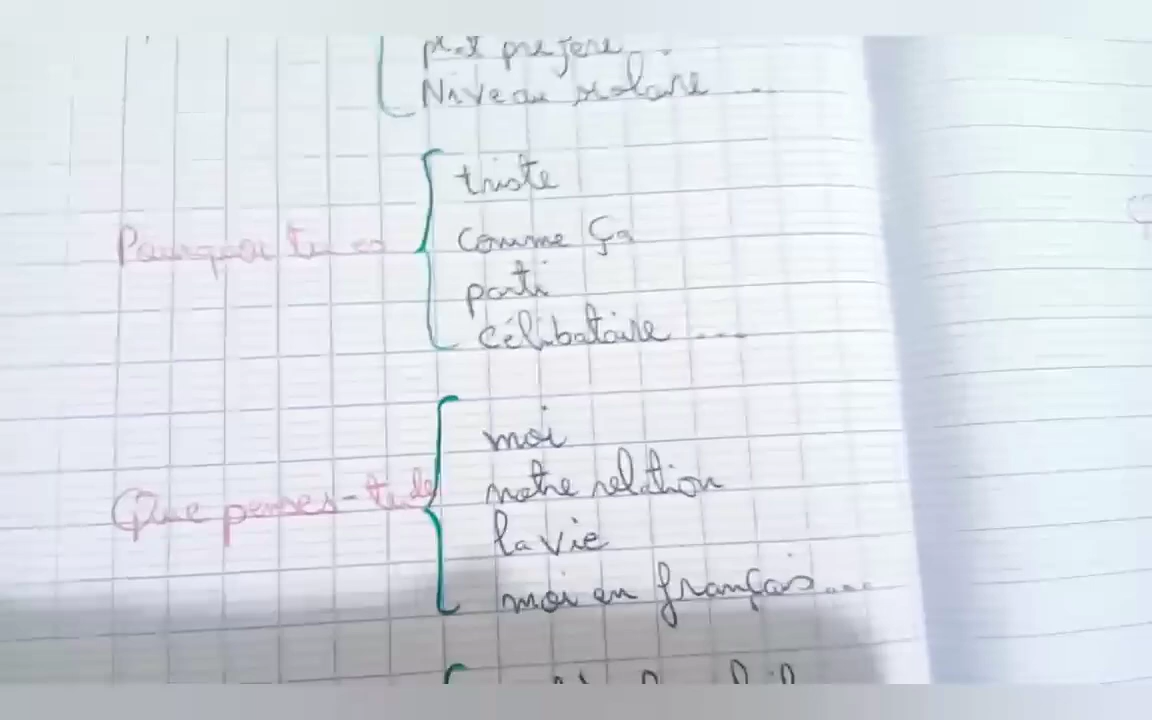 préféré ..
Niveau scolaire ...
triste
comme ça
Pourquoi tu es
parti
célibataire ....
moi
notre reltion
Que penses-tu de
la vie
moi en français....